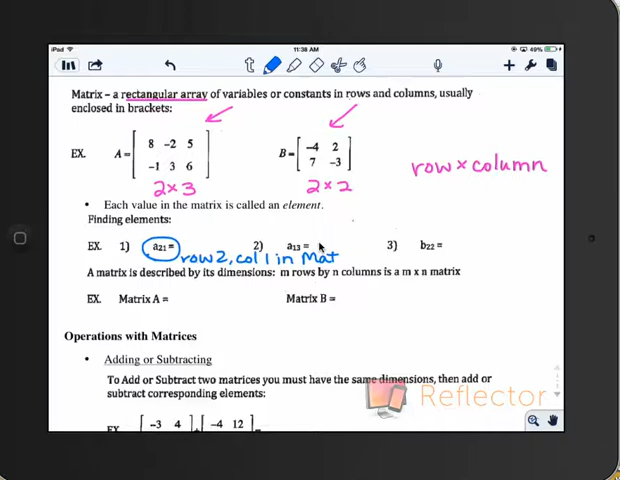 iPad
11:38 AM
49%
t
Matrix – a rectangular array of variables or constants in rows and columns, usually
enclosed in brackets:
EX. A = [ 8 -2 5
-1 3 6 ]
B = [ -4 2
7 -3 ]
row x column
2 x 3
2 x 2
• Each value in the matrix is called an element.
Finding elements:
EX. 1) a21 = 2) a13 = 3) b22 =
row 2, col 1 in Mat
A matrix is described by its dimensions: m rows by n columns is a m x n matrix
EX. Matrix A = Matrix B =
Operations with Matrices
• Adding or Subtracting
To Add or Subtract two matrices you must have the same dimensions, then add or
subtract corresponding elements:
Reflector
EX [ -3 4 ] + [ -4 12 ] =